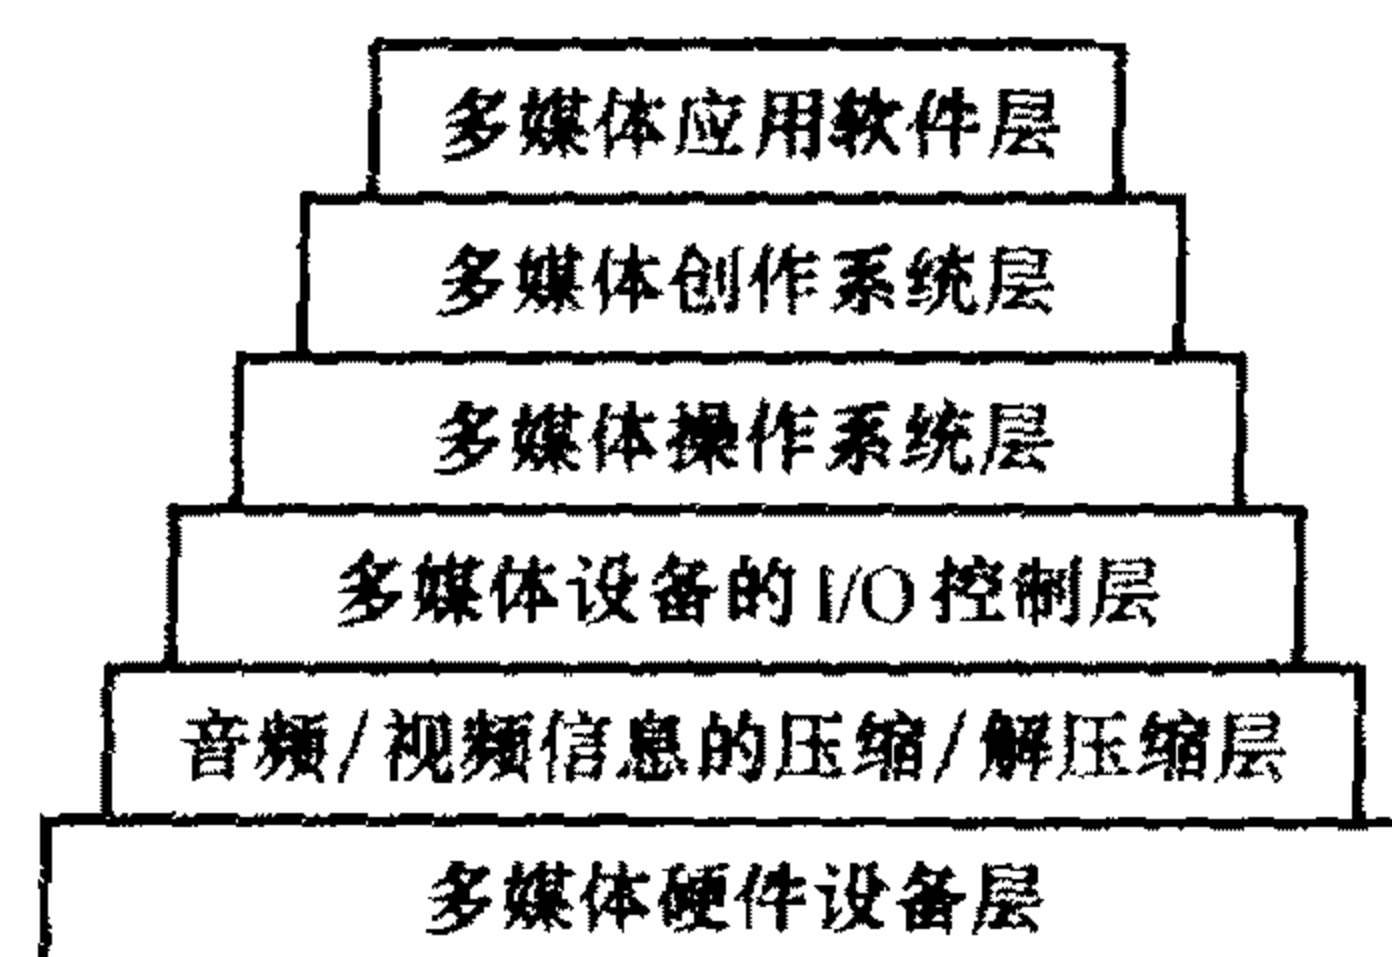 多媒体应用软件层
多媒体创作系统层
多媒体操作系统层
多媒体设备的 I/O 控制层
音频/视频信息的压缩/解压缩层
多媒体硬件设备层